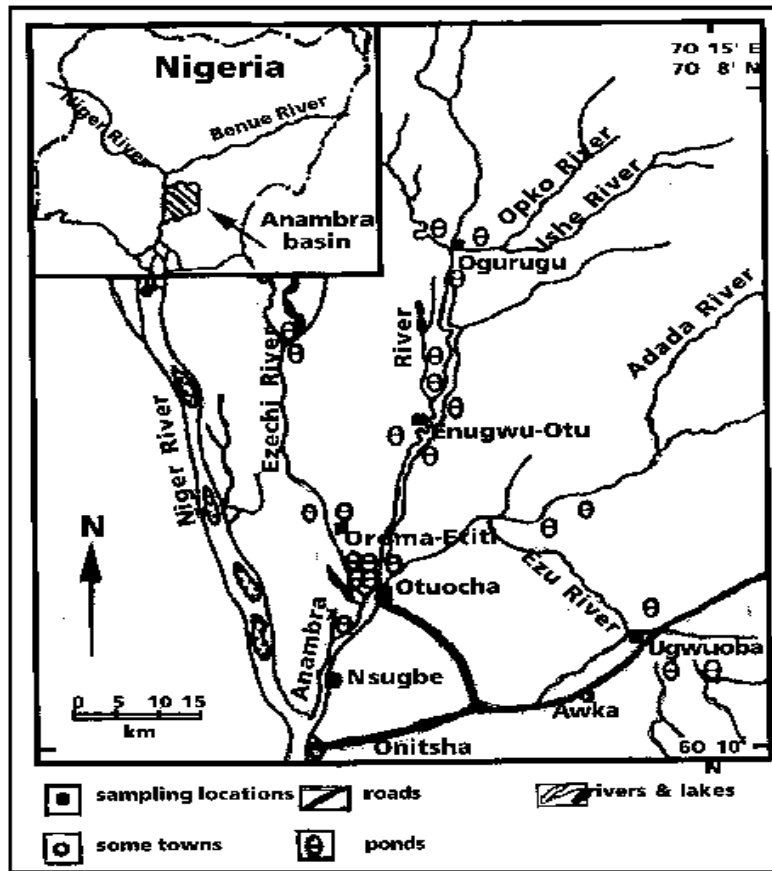 Nigeria
70 15' E
70 8' N
Niger River
Benue River
Anambra
basin
Opko River
Ishe River
Ogurugu
Adada River
River
Ezechi River
Niger River
Enugwu-Otu
N
Otuocha
Ezu River
Anambra
Ugwuoba
Nsugbe
0 5 10 15
km
Awka
Onitsha
60 10'
N
sampling locations
roads
rivers & lakes
some towns
ponds